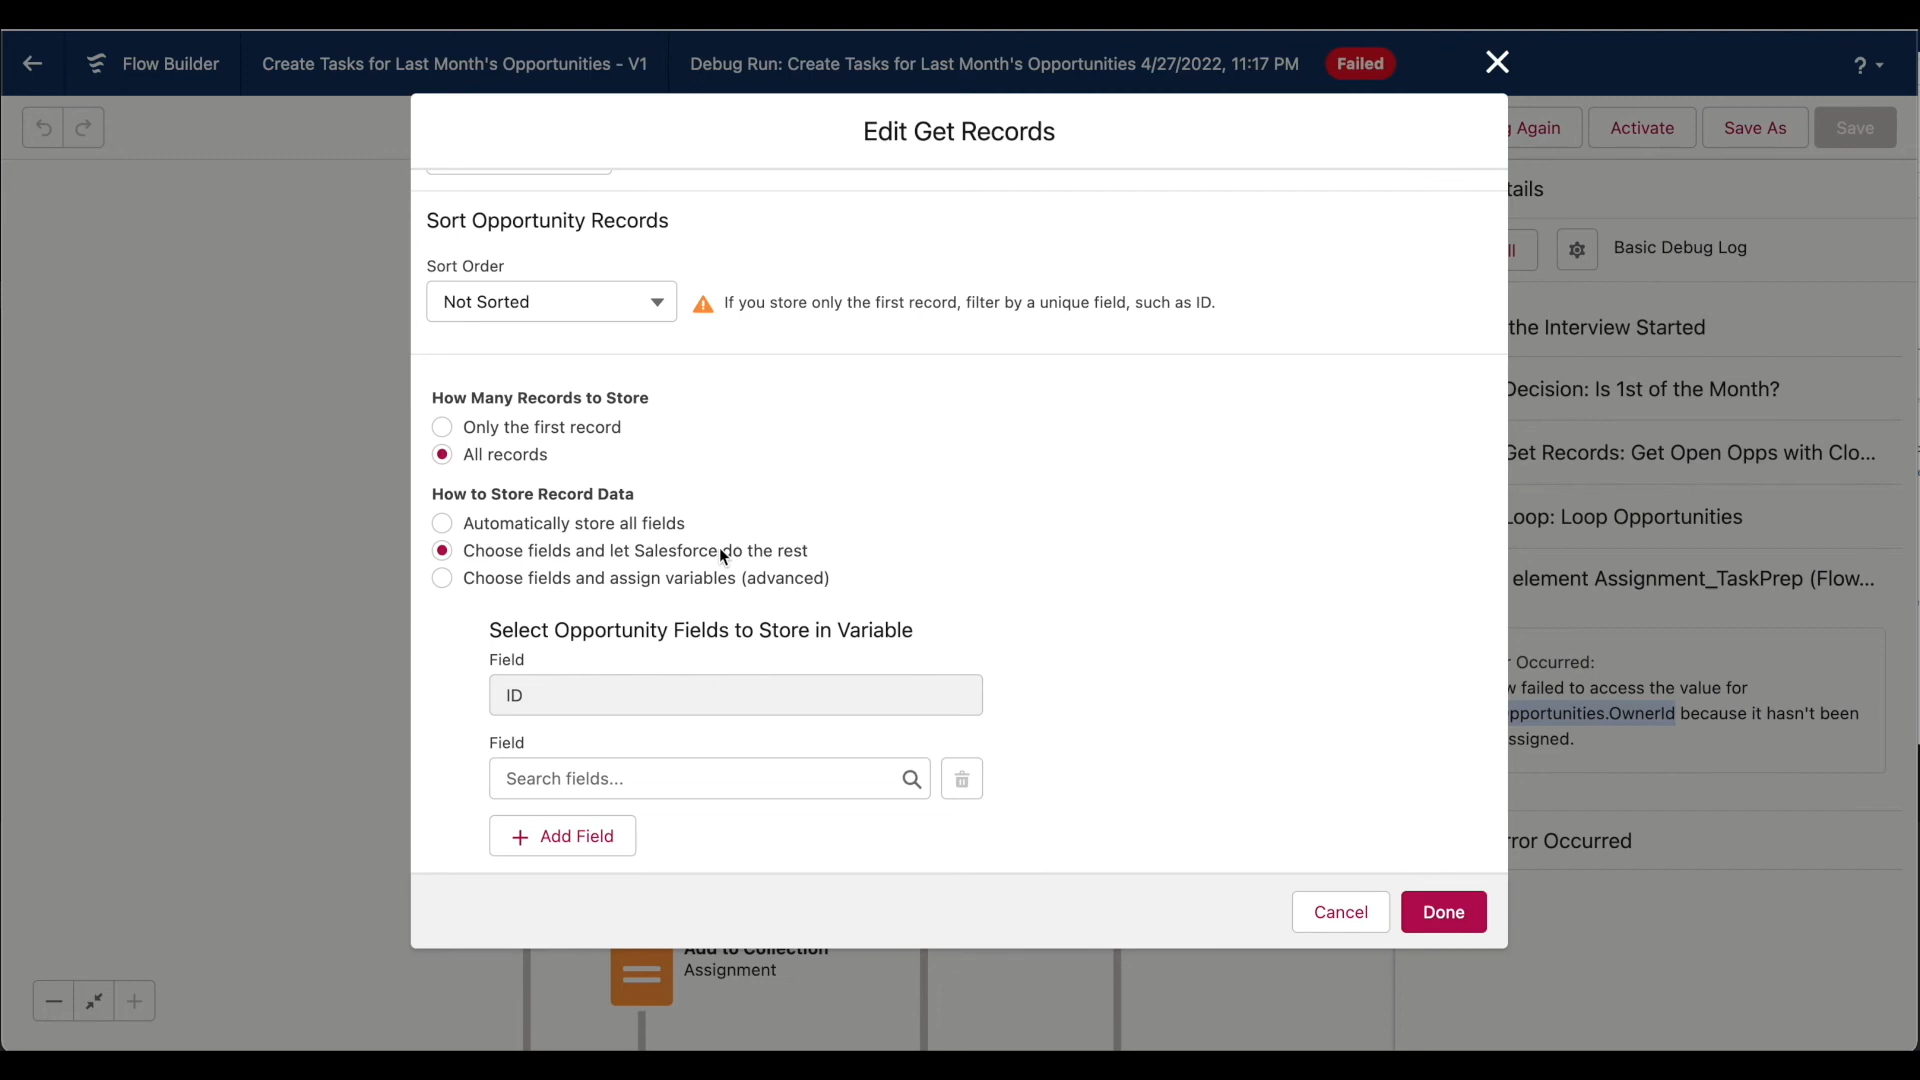 Flow Builder
Create Tasks for Last Month's Opportunities - V1
Debug Run: Create Tasks for Last Month's Opportunities 4/27/2022, 11:17 PM
Failed
?
Again
Activate
Save As
Save
Edit Get Records
Sort Opportunity Records
Sort Order
Not Sorted
If you store only the first record, filter by a unique field, such as ID.
How Many Records to Store
Only the first record
All records
How to Store Record Data
Automatically store all fields
Choose fields and let Salesforce do the rest
Choose fields and assign variables (advanced)
Select Opportunity Fields to Store in Variable
Field
ID
Field
Search fields...
+ Add Field
Cancel
Done
tails
Basic Debug Log
the Interview Started
Decision: Is 1st of the Month?
Get Records: Get Open Opps with Clo...
Loop: Loop Opportunities
element Assignment_TaskPrep (Flow...
Occurred:
failed to access the value for
pportunities.OwnerId because it hasn't been
ssigned.
rror Occurred
Add to Collection
Assignment